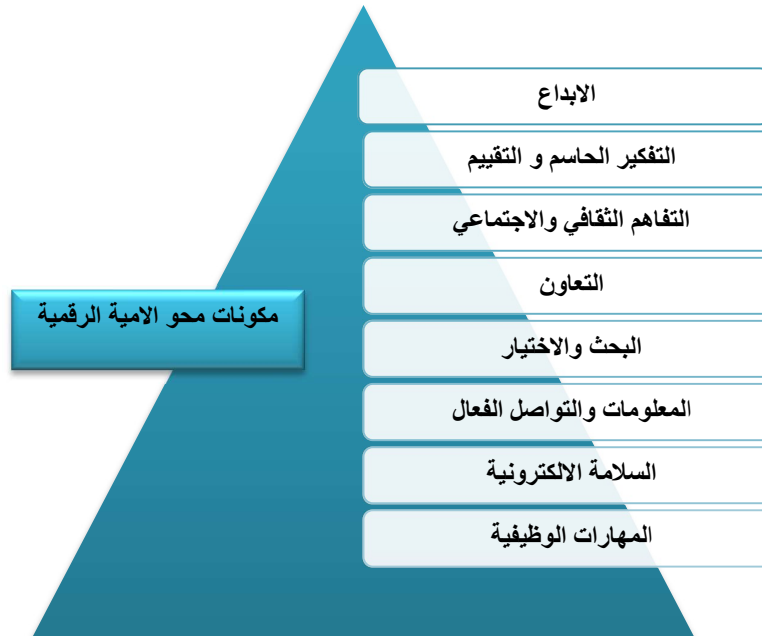 الابداع
التفكير الحاسم و التقييم
التفاهم الثقافي والاجتماعي
التعاون
مكونات محو الامية الرقمية
البحث والاختيار
المعلومات والتواصل الفعال
السلامة الالكترونية
المهارات الوظيفية